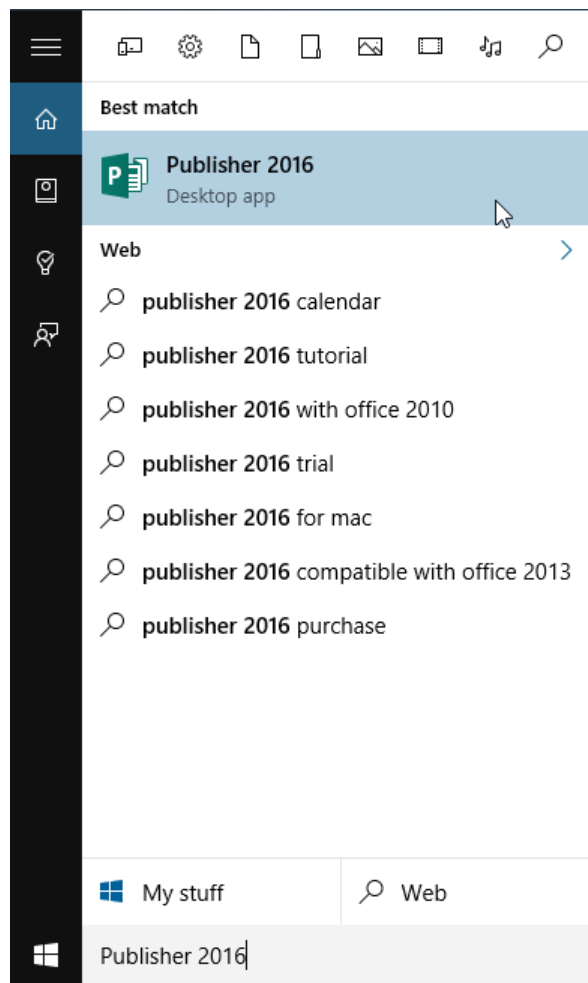 Best match
Publisher 2016
Desktop app
Web
publisher 2016 calendar
publisher 2016 tutorial
publisher 2016 with office 2010
publisher 2016 trial
publisher 2016 for mac
publisher 2016 compatible with office 2013
publisher 2016 purchase
My stuff
Web
Publisher 2016